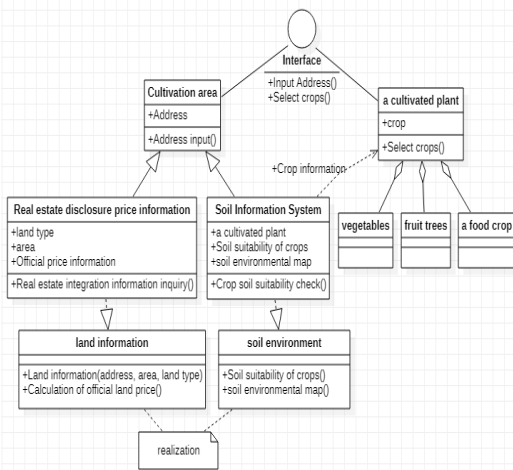 Interface
+Input Address()
+Select crops()
Cultivation area
+Address
+Address input()
a cultivated plant
+crop
+Select crops()
+Crop information
Real estate disclosure price information
+land type
+area
+Official price information
+Real estate integration information inquiry()
Soil Information System
+a cultivated plant
+Soil suitability of crops
+soil environmental map
+Crop soil suitability check()
vegetables
fruit trees
a food crop
land information
+Land information(address, area, land type)
+Calculation of official land price()
soil environment
+Soil suitability of crops()
+soil environmental map()
realization